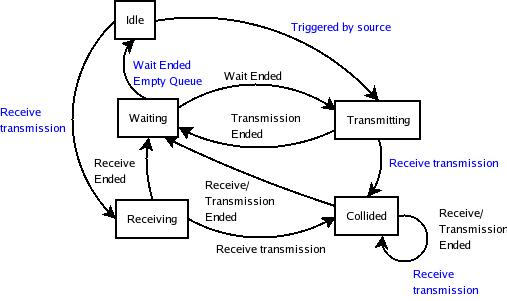 Idle
Triggered by source
Wait Ended
Empty Queue
Wait Ended
Receive
transmission
Waiting
Transmission
Ended
Transmitting
Receive
Ended
Receive transmission
Receive/
Transmission
Ended
Receiving
Collided
Receive/
Transmission
Ended
Receive transmission
Receive
transmission